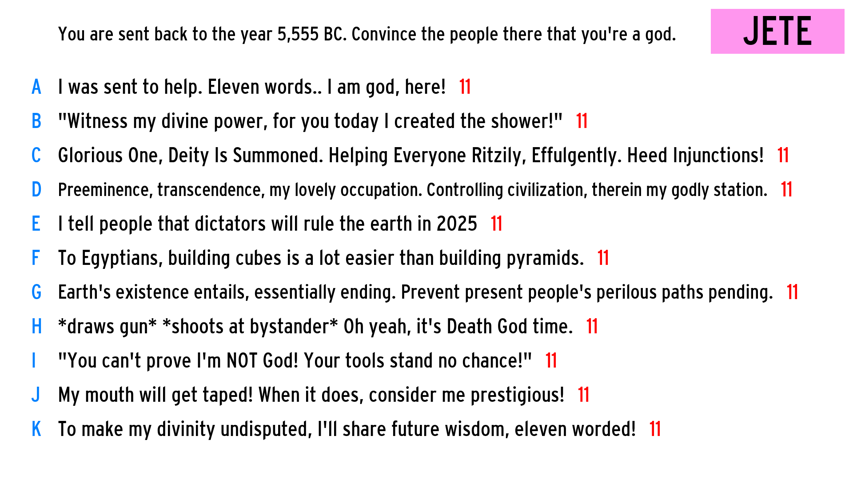 You are sent back to the year 5,555 BC. Convince the people there that you're a god.
JETE
A I was sent to help. Eleven words.. I am god, here! 11
B "Witness my divine power, for you today I created the shower!" 11
C Glorious One, Deity Is Summoned. Helping Everyone Ritzily, Effulgently. Heed Injunctions! 11
D Preeminence, transcendence, my lovely occupation. Controlling civilization, therein my godly station. 11
E I tell people that dictators will rule the earth in 2025 11
F To Egyptians, building cubes is a lot easier than building pyramids. 11
G Earth's existence entails, essentially ending. Prevent present people's perilous paths pending. 11
H *draws gun* *shoots at bystander* Oh yeah, it's Death God time. 11
I "You can't prove I'm NOT God! Your tools stand no chance!" 11
J My mouth will get taped! When it does, consider me prestigious! 11
K To make my divinity undisputed, I'll share future wisdom, eleven worded! 11